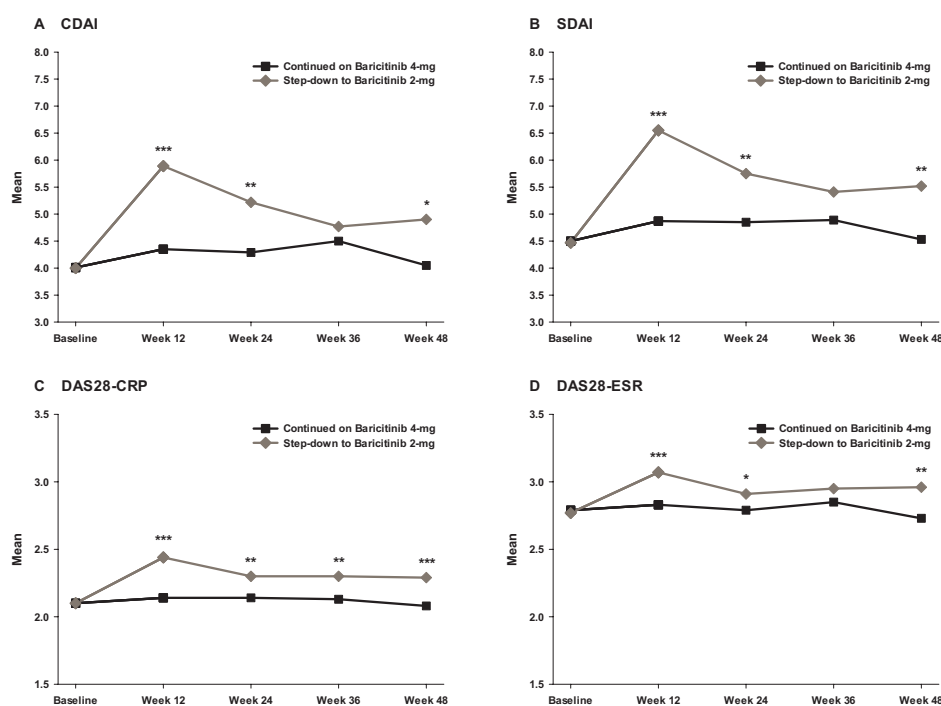 A CDAI
8.0
7.5
7.0
6.5
6.0
5.5
5.0
4.5
4.0
3.5
3.0
Mean
Continued on Baricitinib 4-mg
Step-down to Baricitinib 2-mg
***
**
*
Baseline Week 12 Week 24 Week 36 Week 48
B SDAI
8.0
7.5
7.0
6.5
6.0
5.5
5.0
4.5
4.0
3.5
3.0
Mean
Continued on Baricitinib 4-mg
Step-down to Baricitinib 2-mg
***
**
**
Baseline Week 12 Week 24 Week 36 Week 48
C DAS28-CRP
3.5
3.0
2.5
2.0
1.5
Mean
Continued on Baricitinib 4-mg
Step-down to Baricitinib 2-mg
***
**
**
***
Baseline Week 12 Week 24 Week 36 Week 48
D DAS28-ESR
3.5
3.0
2.5
2.0
1.5
Mean
Continued on Baricitinib 4-mg
Step-down to Baricitinib 2-mg
***
*
**
Baseline Week 12 Week 24 Week 36 Week 48